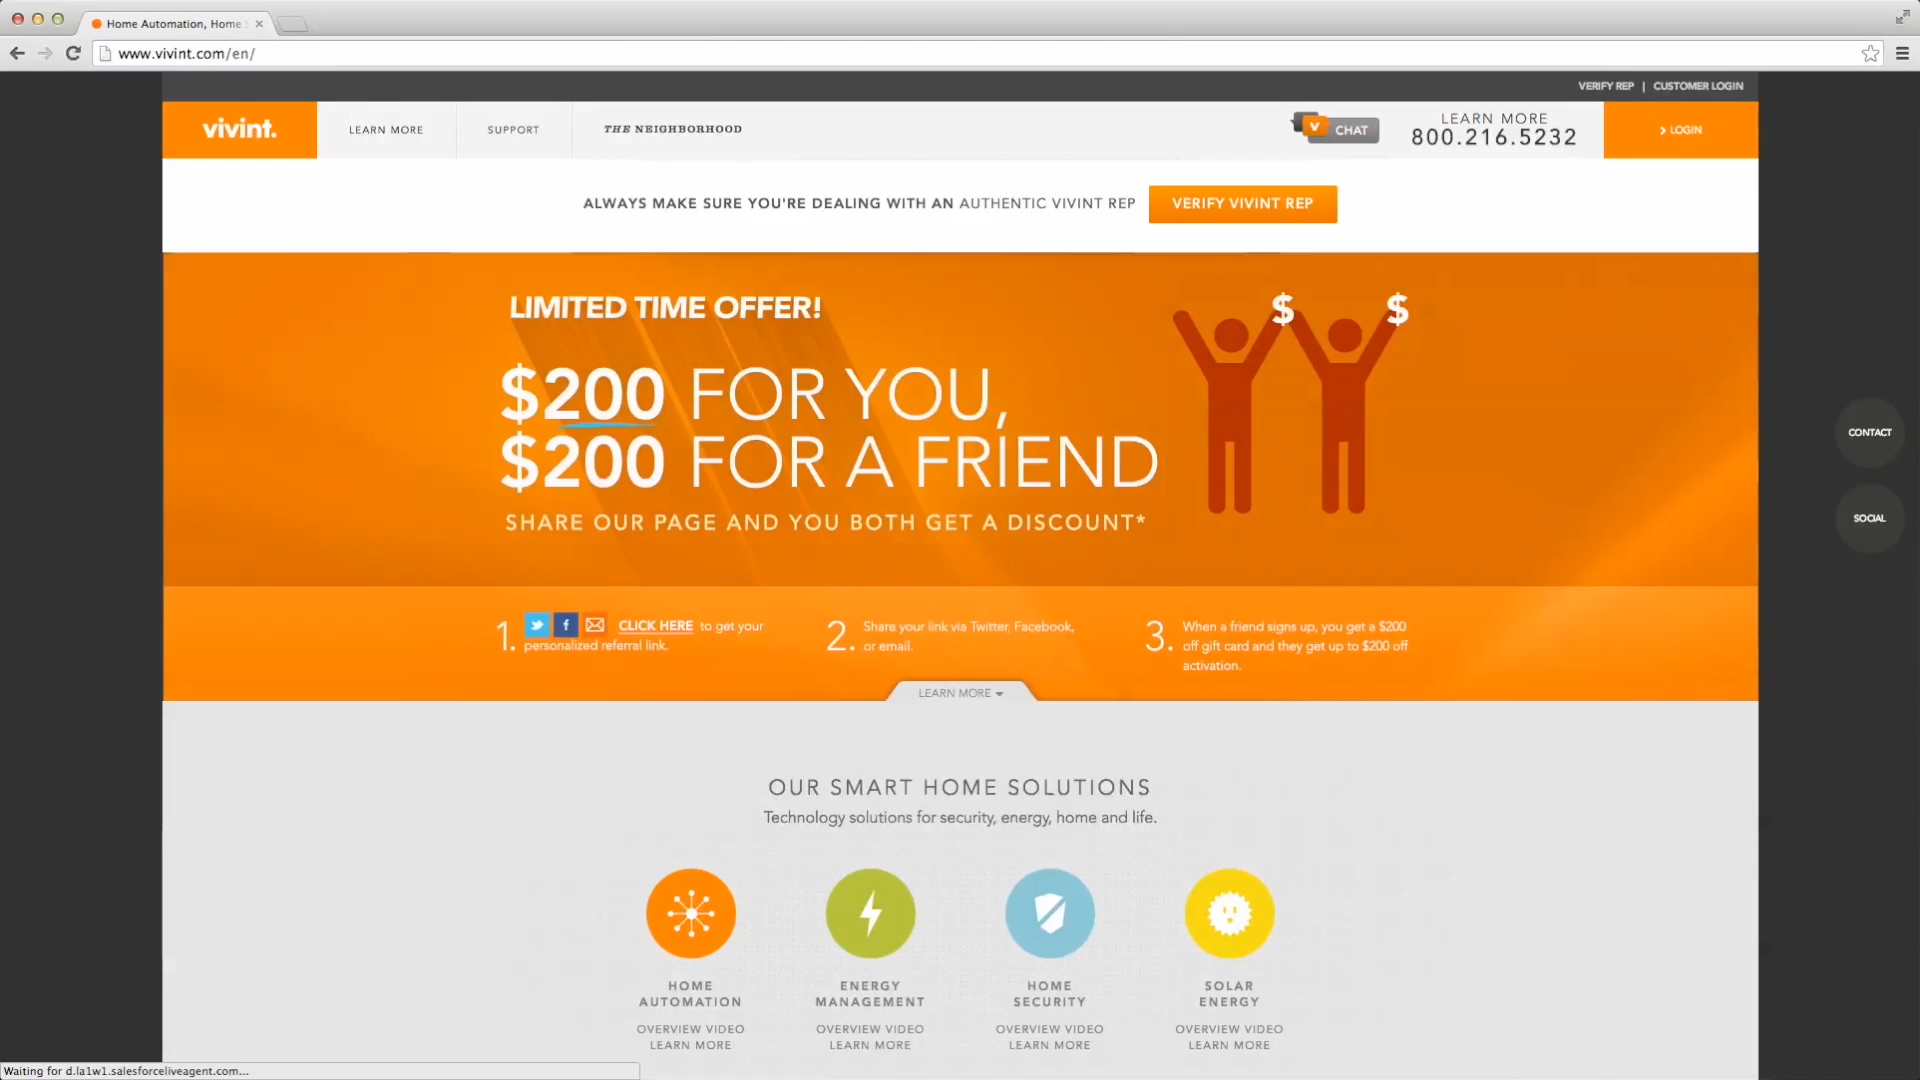 Home Automation, Home
www.vivint.com/en/
VERIFY REP | CUSTOMER LOGIN
vivint.
LEARN MORE
SUPPORT
THE NEIGHBORHOOD
V
CHAT
LEARN MORE
800.216.5232
LOGIN
ALWAYS MAKE SURE YOU'RE DEALING WITH AN AUTHENTIC VIVINT REP
VERIFY VIVINT REP
LIMITED TIME OFFER!
$ $
$200 FOR YOU,
$200 FOR A FRIEND
SHARE OUR PAGE AND YOU BOTH GET A DISCOUNT*
CONTACT
SOCIAL
1. f CLICK HERE to get your
personalized referral link.
2. Share your link via Twitter, Facebook,
or email.
3. When a friend signs up, you get a $200
off gift card and they get up to $200 off
activation.
LEARN MORE
OUR SMART HOME SOLUTIONS
Technology solutions for security, energy, home and life.
HOME
AUTOMATION
OVERVIEW VIDEO
LEARN MORE
ENERGY
MANAGEMENT
OVERVIEW VIDEO
LEARN MORE
HOME
SECURITY
OVERVIEW VIDEO
LEARN MORE
SOLAR
ENERGY
OVERVIEW VIDEO
LEARN MORE
Waiting for d.la1w1.salesforceliveagent.com...